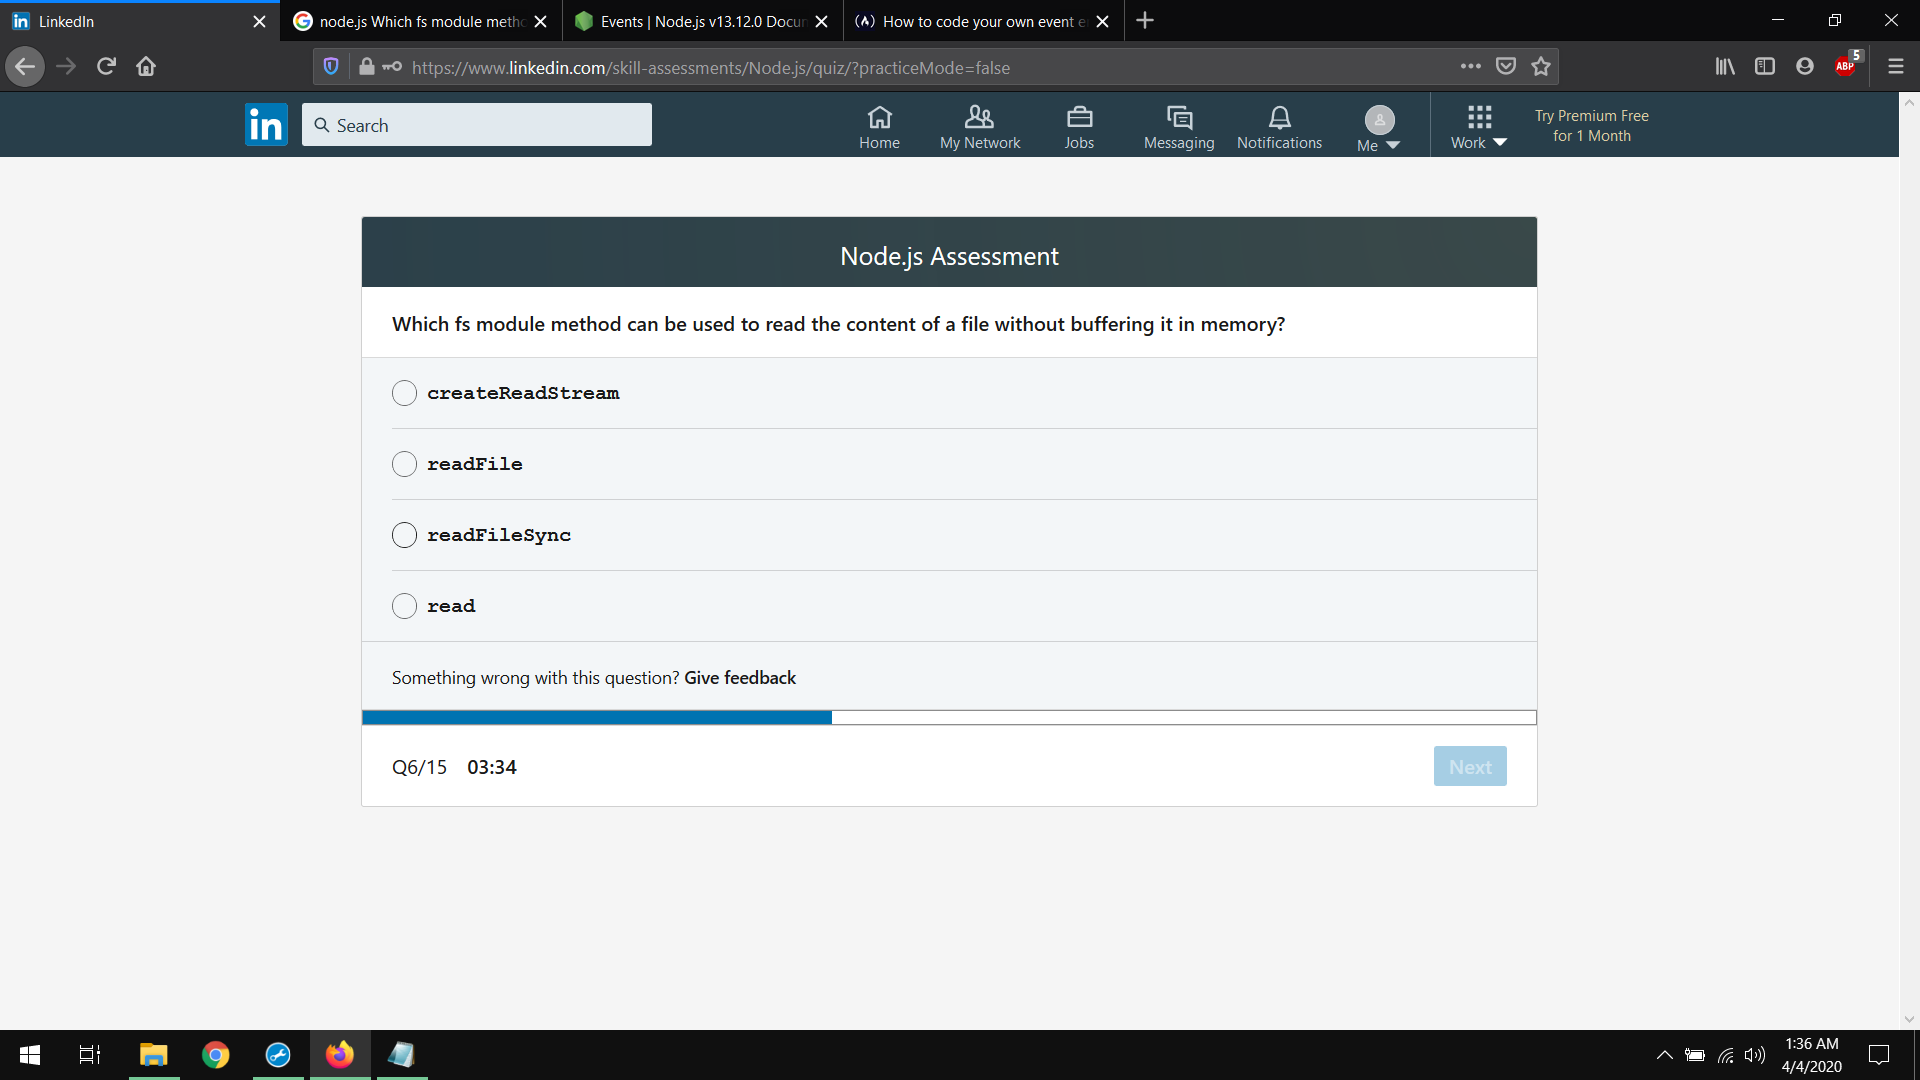 LinkedIn
node.js Which fs module metho
Events | Node.js v13.12.0 Docum
How to code your own event e
https://www.linkedin.com/skill-assessments/Node.js/quiz/?practiceMode=false
ABP
5
in
Search
Home
My Network
Jobs
Messaging
Notifications
Me
Work
Try Premium Free
for 1 Month
Node.js Assessment
Which fs module method can be used to read the content of a file without buffering it in memory?
createReadStream
readFile
readFileSync
read
Something wrong with this question? Give feedback
Q6/15 03:34
Next
1:36 AM
4/4/2020